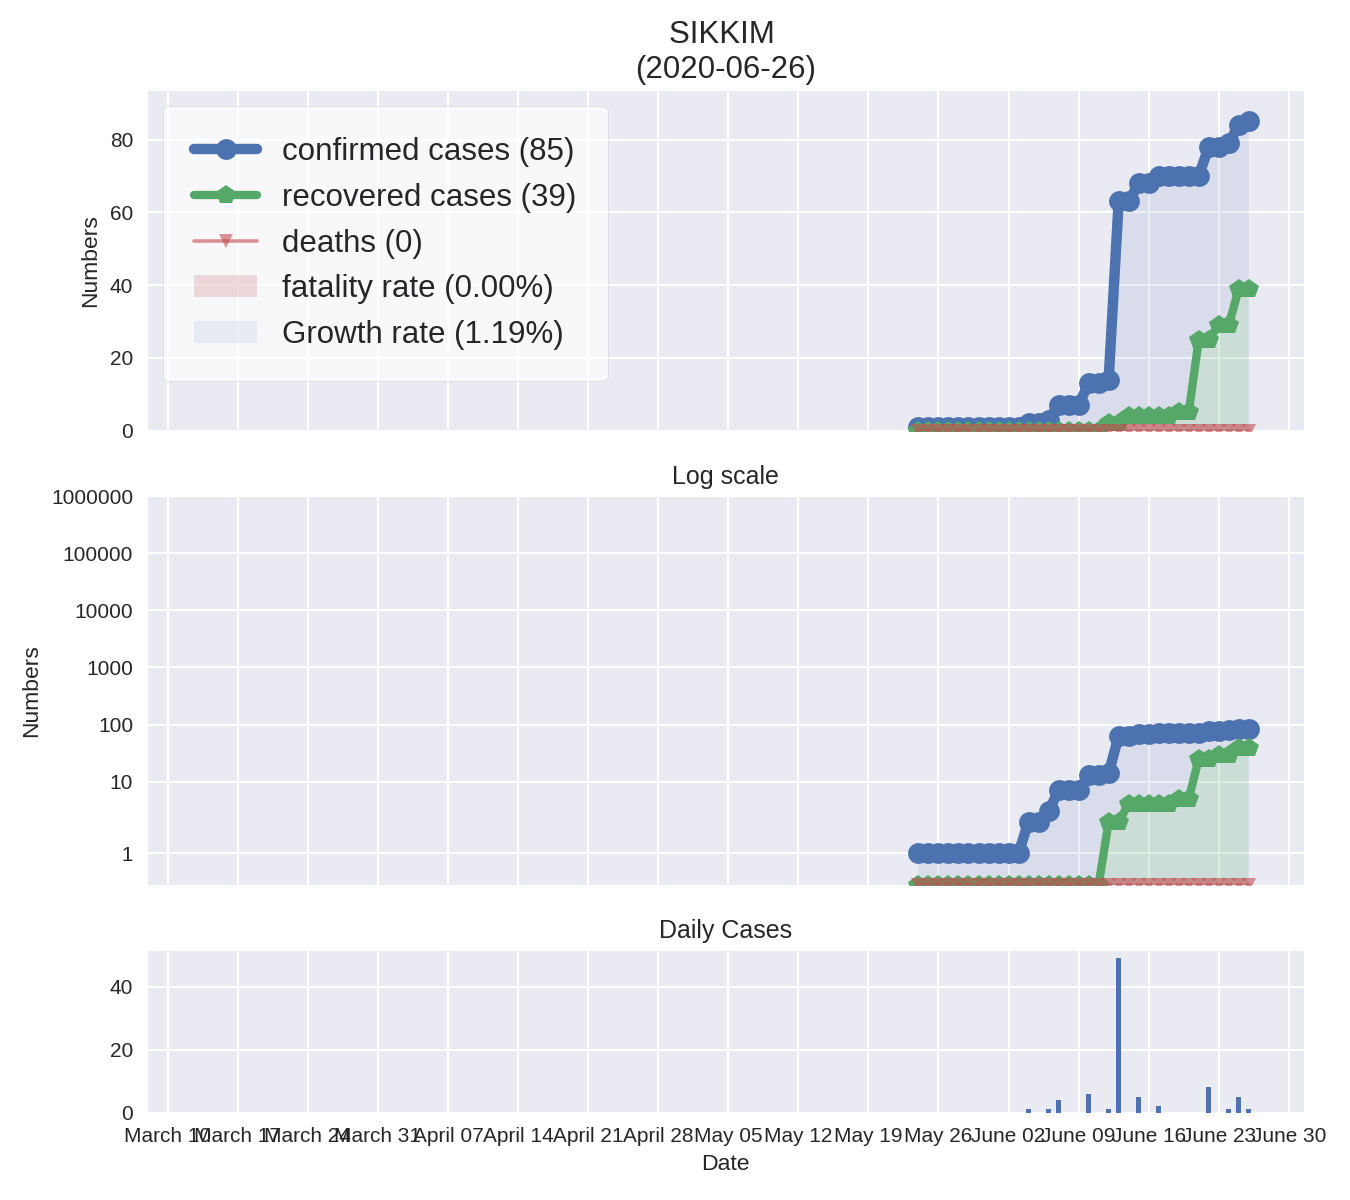 SIKKIM
(2020-06-26)
confirmed cases (85)
recovered cases (39)
deaths (0)
fatality rate (0.00%)
Growth rate (1.19%)
Numbers
80
60
40
20
0
Log scale
Numbers
1000000
100000
10000
1000
100
10
1
Daily Cases
40
20
0
March 10 March 17 March 24 March 31 April 07 April 14 April 21 April 28 May 05 May 12 May 19 May 26 June 02 June 09 June 16 June 23 June 30
Date